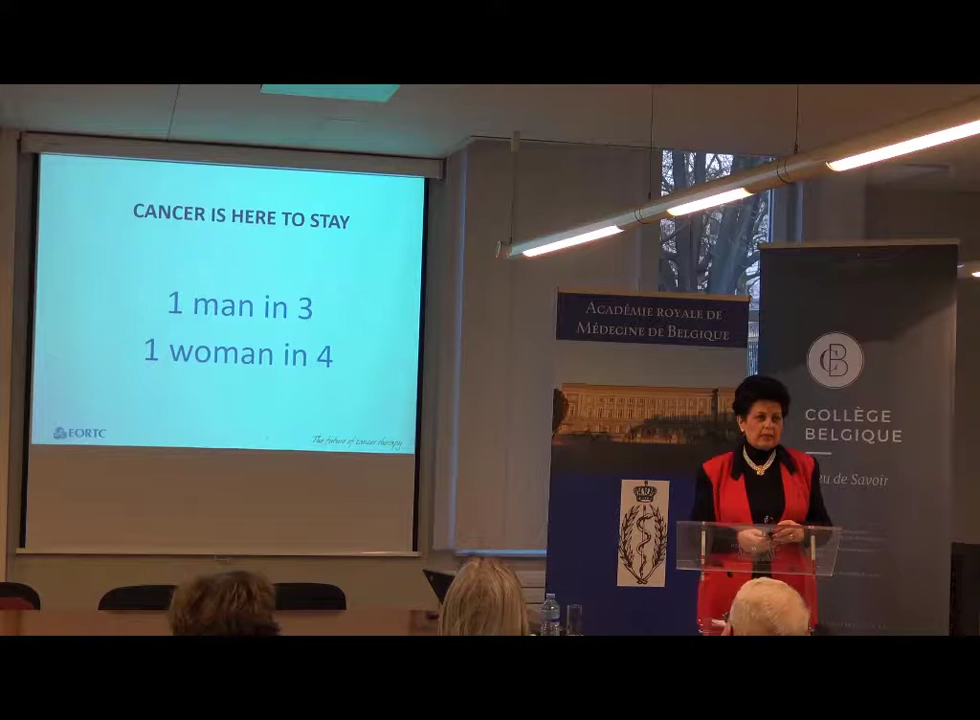 CANCER IS HERE TO STAY
1 man in 3
1 woman in 4
EORTC
The future of cancer therapy
ACADÉMIE ROYALE DE
MÉDECINE DE BELGIQUE
CB
COLLÈGE
BELGIQUE
de Savoir